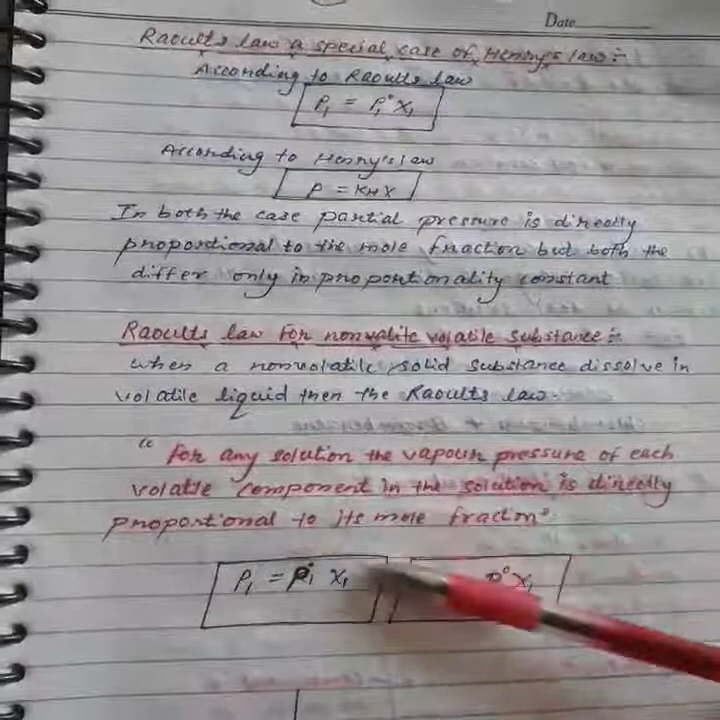 Date
Raoults law a special case of Henry's law :-
According to Raoults law
P₁ = P₁° X₁
According to Henry's law
P = KH X
In both the case partial pressure is directly
proportional to the mole fraction but both the
differ only in proportionality constant
Raoults law for nonvalite volatile substance :-
when a nonvolatile solid substance dissolve in
volatile liquid then the Raoults law.
" for any solution the vapour pressure of each
volatte component in the solution is directly
proportional to its mole fraction"
P₁ = P₁° X₁ P° X₁